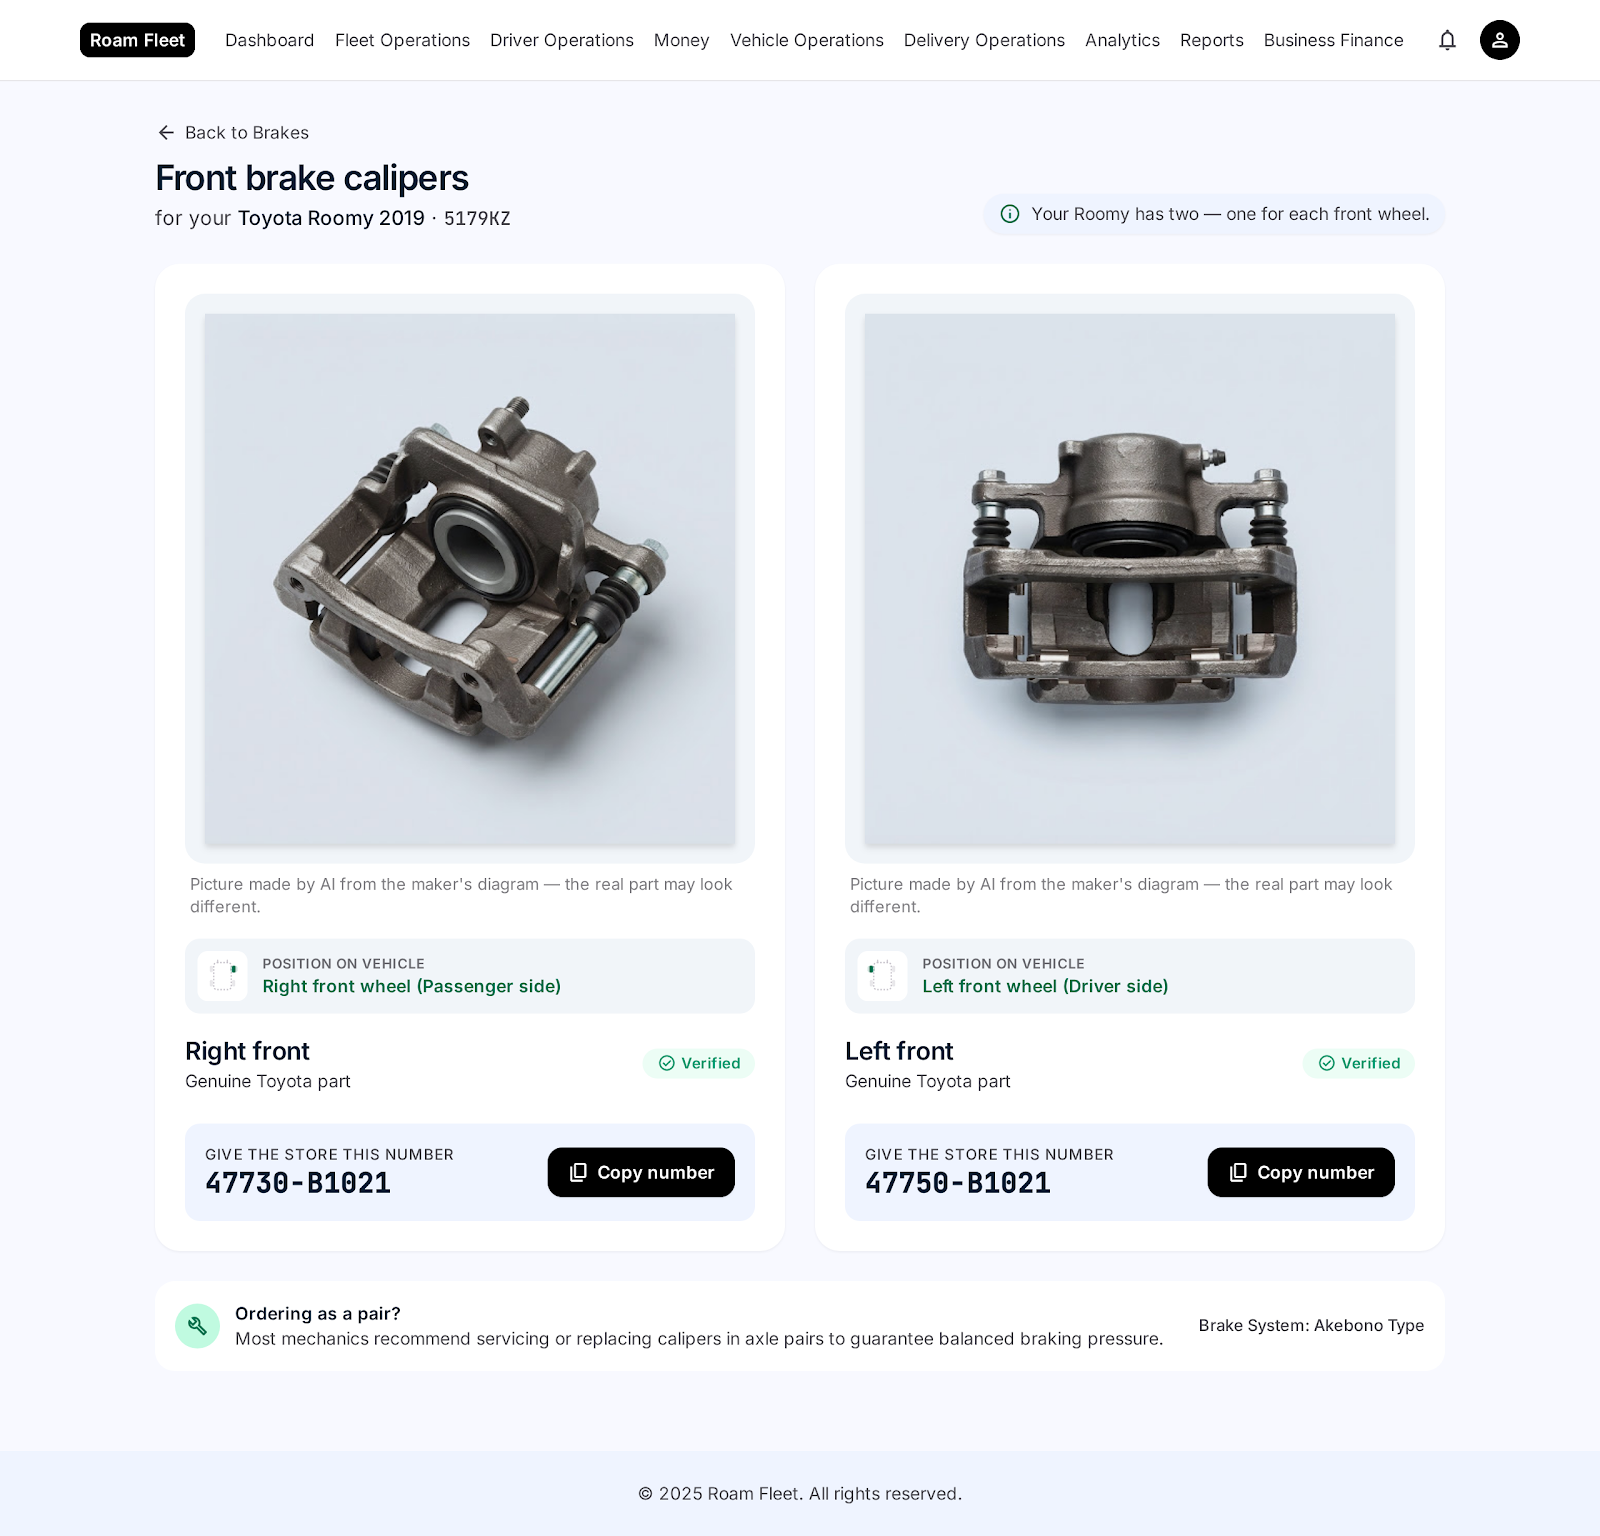 Roam Fleet Dashboard Fleet Operations Driver Operations Money Vehicle Operations Delivery Operations Analytics Reports Business Finance
Back to Brakes
Front brake calipers
for your Toyota Roomy 2019 · 5179KZ
Your Roomy has two — one for each front wheel.
Picture made by AI from the maker's diagram — the real part may look
different.
POSITION ON VEHICLE
Right front wheel (Passenger side)
Right front
Genuine Toyota part
Verified
GIVE THE STORE THIS NUMBER
47730-B1021
Copy number
Picture made by AI from the maker's diagram — the real part may look
different.
POSITION ON VEHICLE
Left front wheel (Driver side)
Left front
Genuine Toyota part
Verified
GIVE THE STORE THIS NUMBER
47750-B1021
Copy number
Ordering as a pair?
Most mechanics recommend servicing or replacing calipers in axle pairs to guarantee balanced braking pressure.
Brake System: Akebono Type
© 2025 Roam Fleet. All rights reserved.